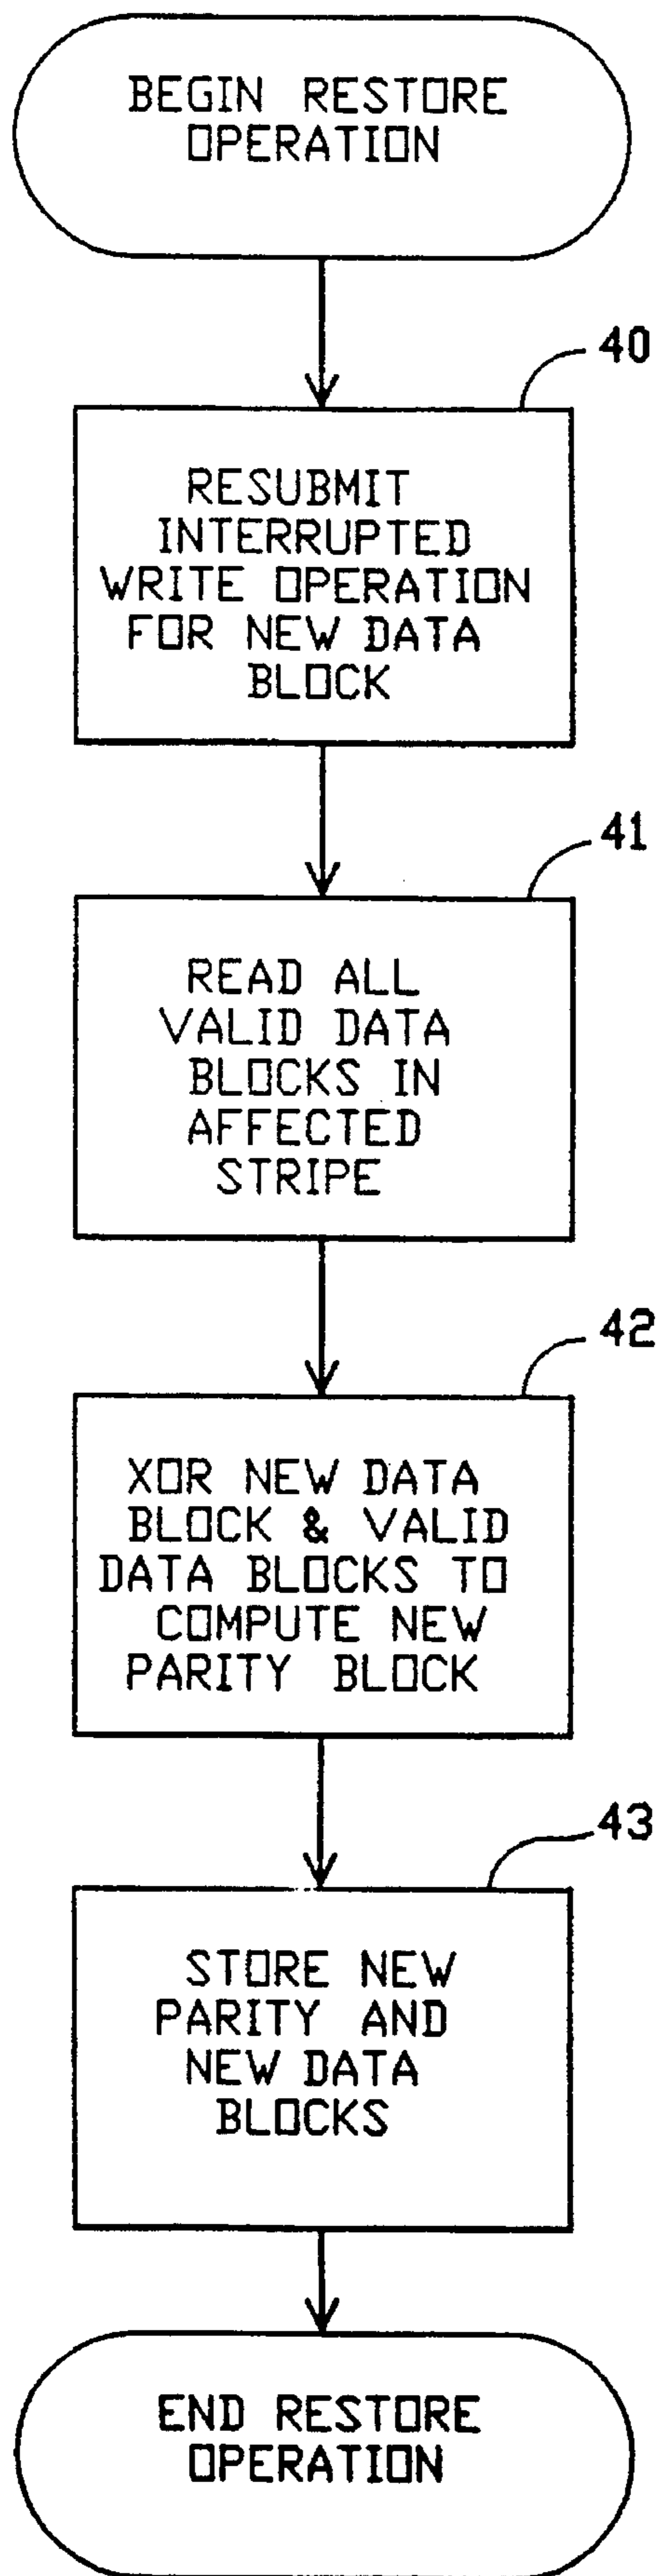 BEGIN RESTORE
OPERATION
40
RESUBMIT
INTERRUPTED
WRITE OPERATION
FOR NEW DATA
BLOCK
41
READ ALL
VALID DATA
BLOCKS IN
AFFECTED
STRIPE
42
XOR NEW DATA
BLOCK & VALID
DATA BLOCKS TO
COMPUTE NEW
PARITY BLOCK
43
STORE NEW
PARITY AND
NEW DATA
BLOCKS
END RESTORE
OPERATION